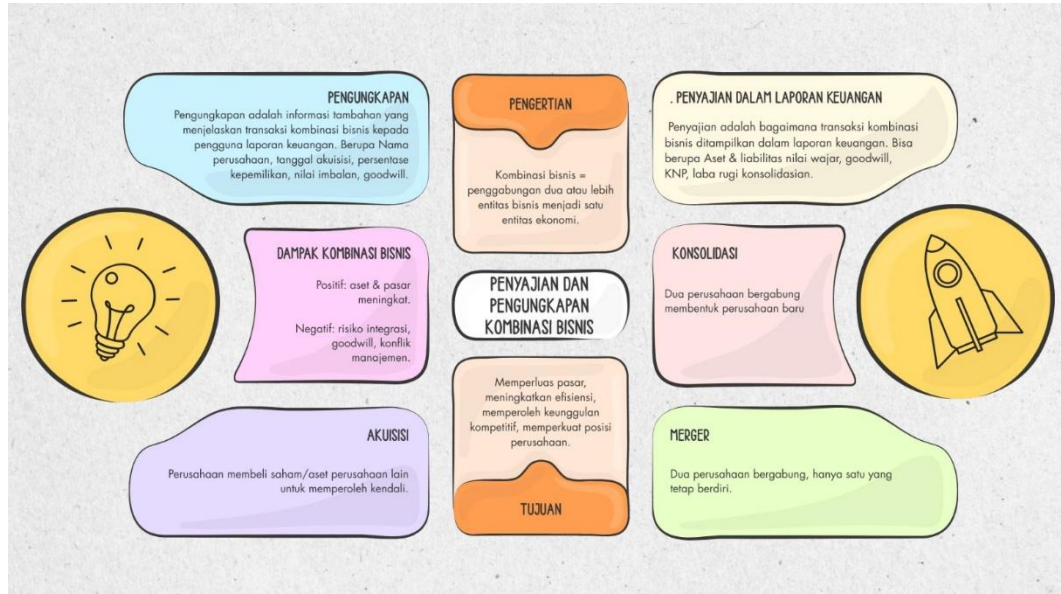 PENGUNGKAPAN
Pengungkapan adalah informasi tambahan yang
menjelaskan transaksi kombinasi bisnis kepada
pengguna laporan keuangan. Berupa Nama
perusahaan, tanggal akuisisi, persentase
kepemilikan, nilai imbalan, goodwill.
PENGERTIAN
Kombinasi bisnis =
penggabungan dua atau lebih
entitas bisnis menjadi satu
entitas ekonomi.
. PENYAJIAN DALAM LAPORAN KEUANGAN
Penyajian adalah bagaimana transaksi kombinasi
bisnis ditampilkan dalam laporan keuangan. Bisa
berupa Aset & liabilitas nilai wajar, goodwill,
KNP, laba rugi konsolidasian.
DAMPAK KOMBINASI BISNIS
Positif: aset & pasar
meningkat.
Negatif: risiko integrasi,
goodwill, konflik
manajemen.
PENYAJIAN DAN
PENGUNGKAPAN
KOMBINASI BISNIS
KONSOLIDASI
Dua perusahaan bergabung
membentuk perusahaan baru
AKUISISI
Perusahaan membeli saham/aset perusahaan lain
untuk memperoleh kendali.
Memperluas pasar,
meningkatkan efisiensi,
memperoleh keunggulan
kompetitif, memperkuat posisi
perusahaan.
TUJUAN
MERGER
Dua perusahaan bergabung, hanya satu yang
tetap berdiri.